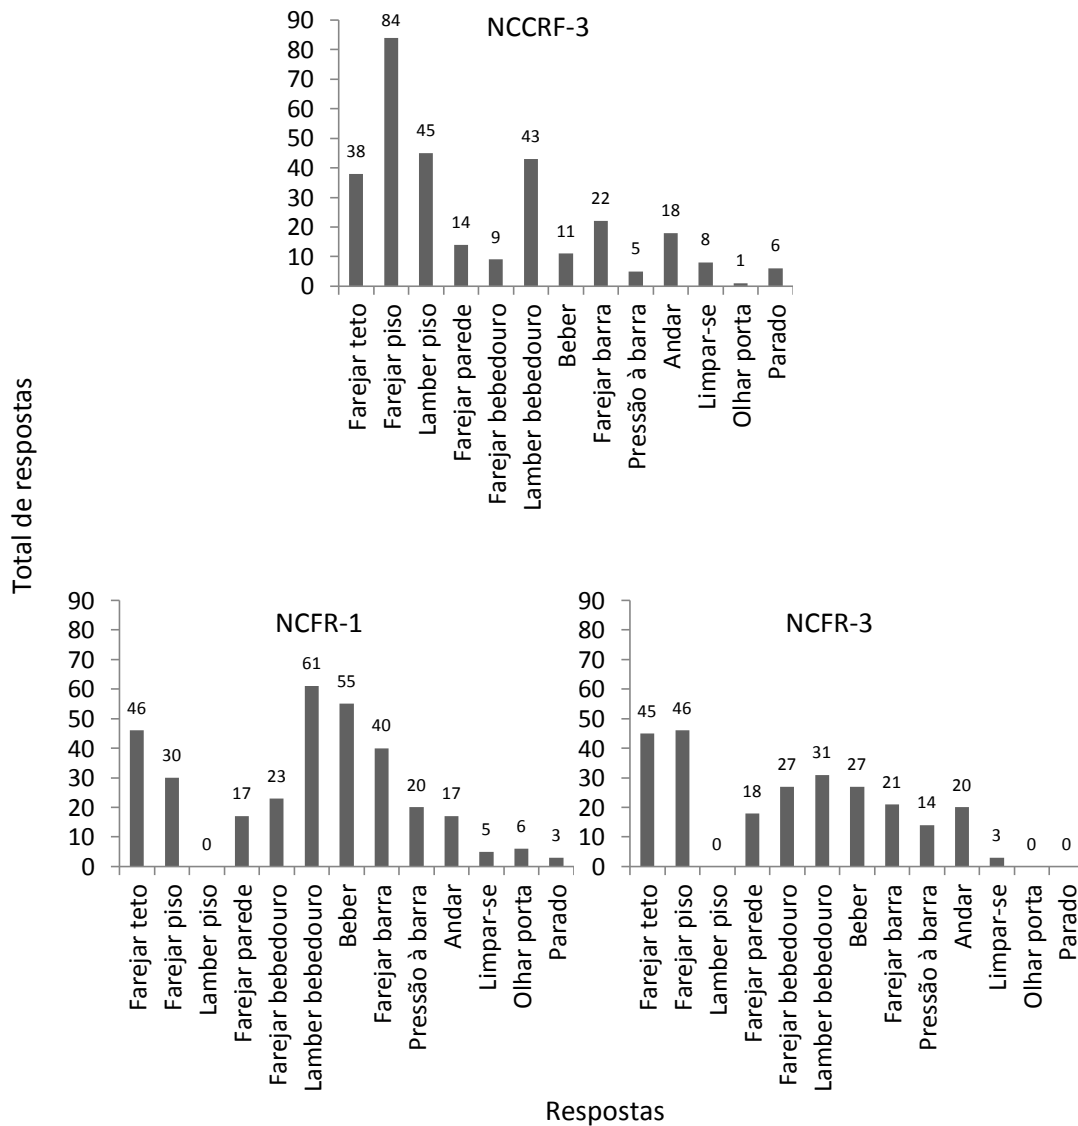 NCCRF-3
90
80
70
60
50
40
30
20
10
0
38
84
45
14
9
43
11
22
5
18
8
1
6
Farejar teto
Farejar piso
Lamber piso
Farejar parede
Farejar bebedouro
Lamber bebedouro
Beber
Farejar barra
Pressão à barra
Andar
Limpar-se
Olhar porta
Parado
Total de respostas
NCFR-1
90
80
70
60
50
40
30
20
10
0
46
30
0
17
23
61
55
40
20
17
5
6
3
Farejar teto
Farejar piso
Lamber piso
Farejar parede
Farejar bebedouro
Lamber bebedouro
Beber
Farejar barra
Pressão à barra
Andar
Limpar-se
Olhar porta
Parado
NCFR-3
90
80
70
60
50
40
30
20
10
0
45
46
0
18
27
31
27
21
14
20
3
0
0
Farejar teto
Farejar piso
Lamber piso
Farejar parede
Farejar bebedouro
Lamber bebedouro
Beber
Farejar barra
Pressão à barra
Andar
Limpar-se
Olhar porta
Parado
Respostas